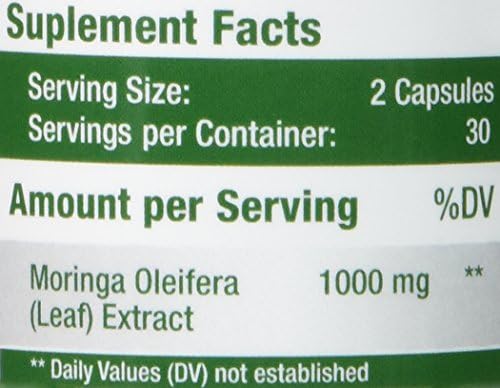 Suplement Facts
Serving Size: 2 Capsules
Servings per Container: 30
Amount per Serving %DV
Moringa Oleifera 1000 mg **
(Leaf) Extract
** Daily Values (DV) not established